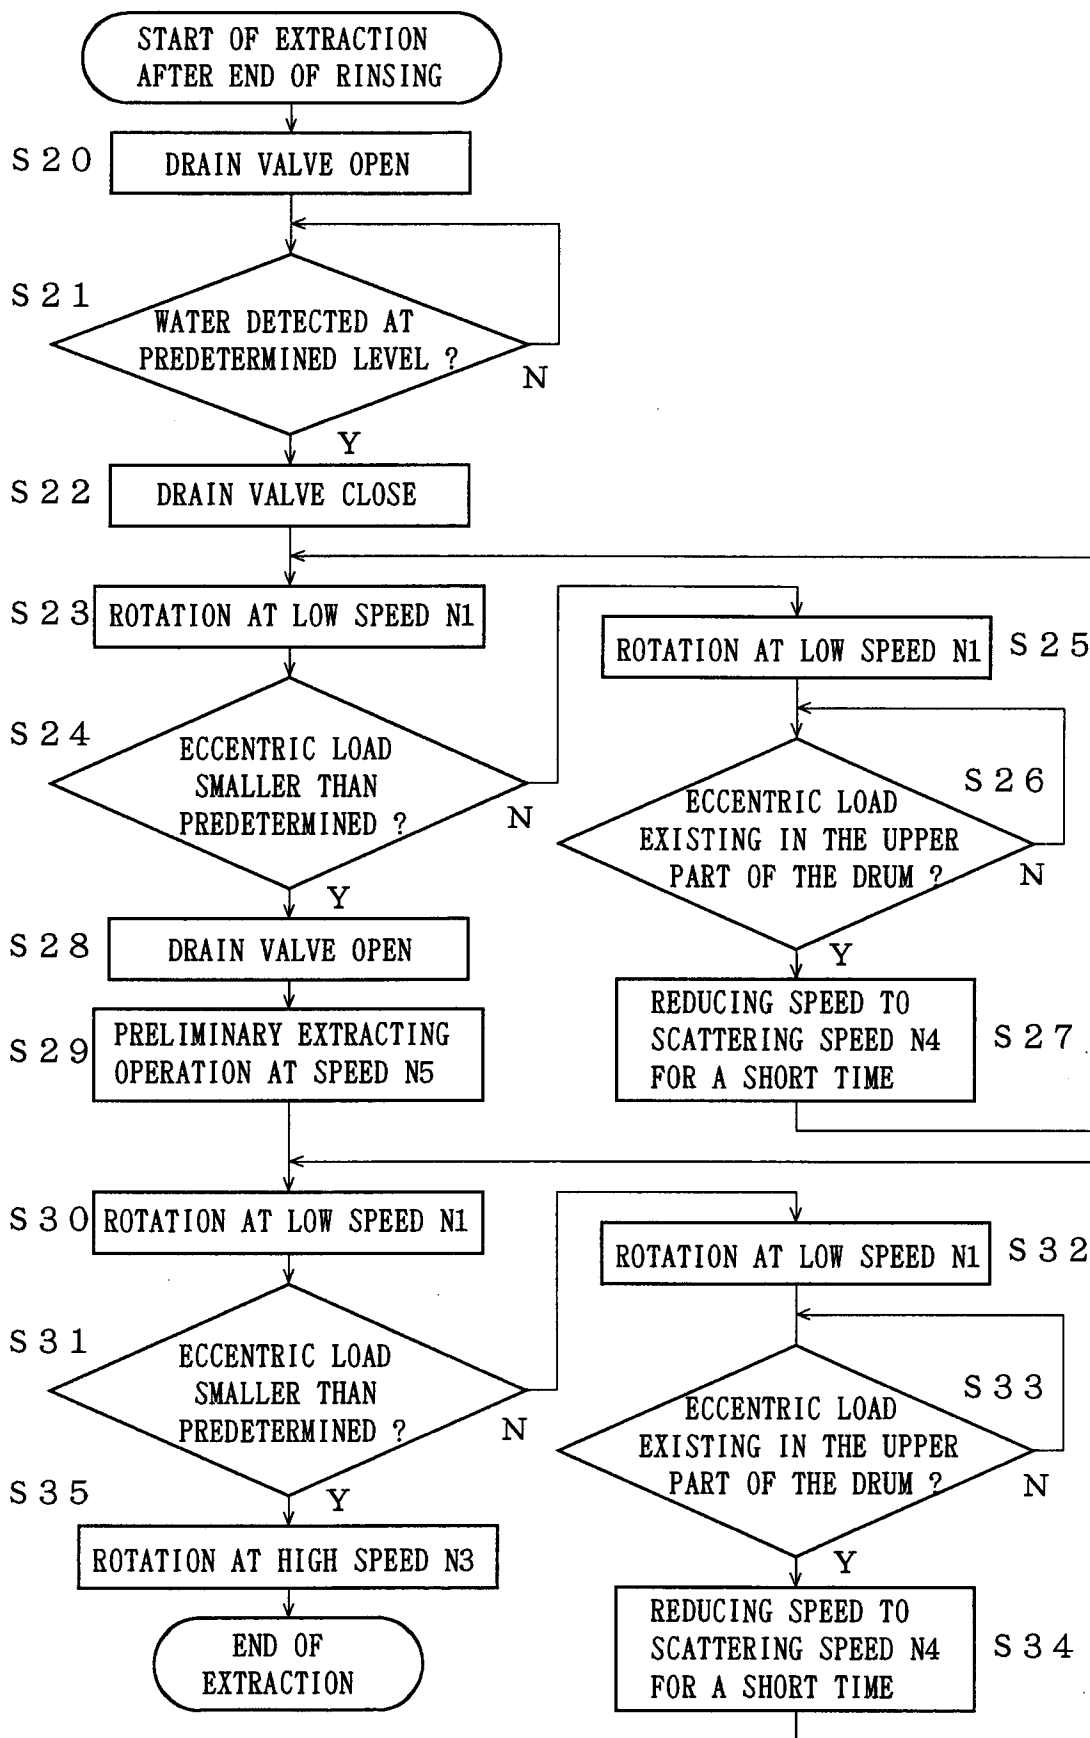 START OF EXTRACTION
AFTER END OF RINSING
S20
DRAIN VALVE OPEN
S21
WATER DETECTED AT
PREDETERMINED LEVEL ?
N
Y
S22
DRAIN VALVE CLOSE
S23
ROTATION AT LOW SPEED N1
S24
ECCENTRIC LOAD
SMALLER THAN
PREDETERMINED ?
N
Y
ROTATION AT LOW SPEED N1
S25
S26
ECCENTRIC LOAD
EXISTING IN THE UPPER
PART OF THE DRUM ?
N
Y
REDUCING SPEED TO
SCATTERING SPEED N4
FOR A SHORT TIME
S27
S28
DRAIN VALVE OPEN
S29
PRELIMINARY EXTRACTING
OPERATION AT SPEED N5
S30
ROTATION AT LOW SPEED N1
S31
ECCENTRIC LOAD
SMALLER THAN
PREDETERMINED ?
N
Y
ROTATION AT LOW SPEED N1
S32
S33
ECCENTRIC LOAD
EXISTING IN THE UPPER
PART OF THE DRUM ?
N
Y
REDUCING SPEED TO
SCATTERING SPEED N4
FOR A SHORT TIME
S34
S35
ROTATION AT HIGH SPEED N3
END OF
EXTRACTION